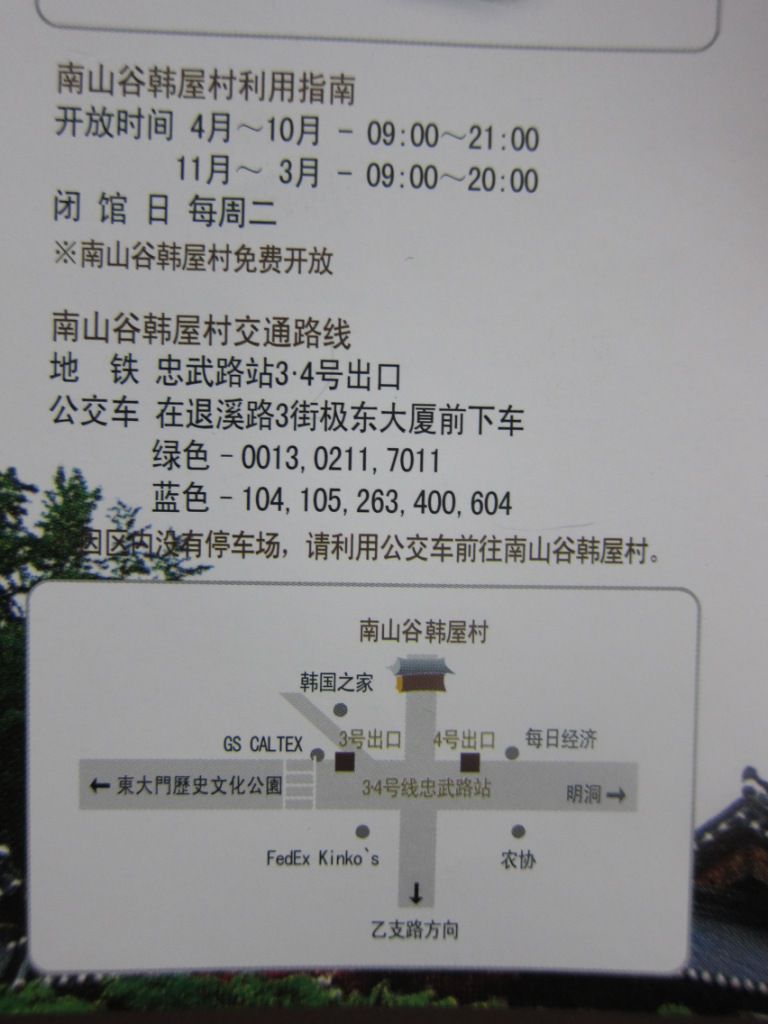 南山谷韩屋村利用指南
开放时间 4月～10月 - 09:00～21:00
11月～ 3月 - 09:00～20:00
闭 馆 日 每周二
※南山谷韩屋村免费开放
南山谷韩屋村交通路线
地 铁 忠武路站3·4号出口
公交车 在退溪路3街极东大厦前下车
绿色 - 0013, 0211, 7011
蓝色 - 104, 105, 263, 400, 604
因区内没有停车场，请利用公交车前往南山谷韩屋村。
南山谷韩屋村
韩国之家
GS CALTEX
3号出口
4号出口
每日经济
← 東大門歷史文化公園
3·4号线忠武路站
明洞 →
FedEx Kinko`s
农协
↓
乙支路方向